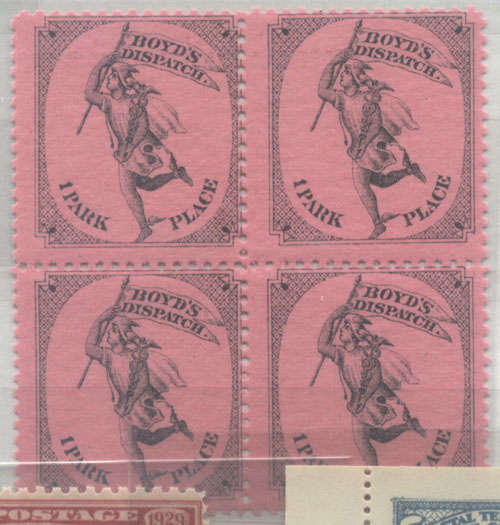 BOYD'S
DISPATCH.
1 PARK PLACE
BOYD'S
DISPATCH.
1 PARK PLACE
BOYD'S
DISPATCH.
1 PARK PLACE
BOYD'S
DISPATCH.
1 PARK PLACE
POSTAGE 1929